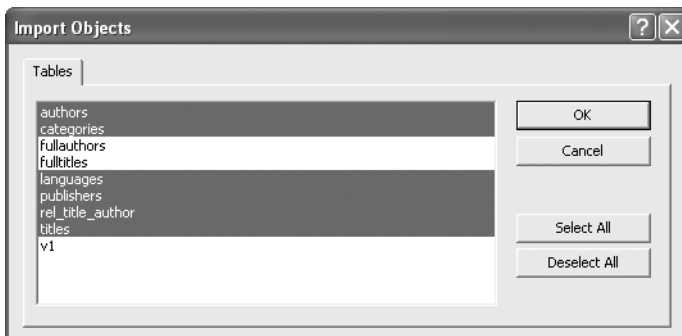 Import Objects
? X
Tables
authors
categories
fullauthors
fulltitles
languages
publishers
rel_title_author
titles
v1
OK
Cancel
Select All
Deselect All